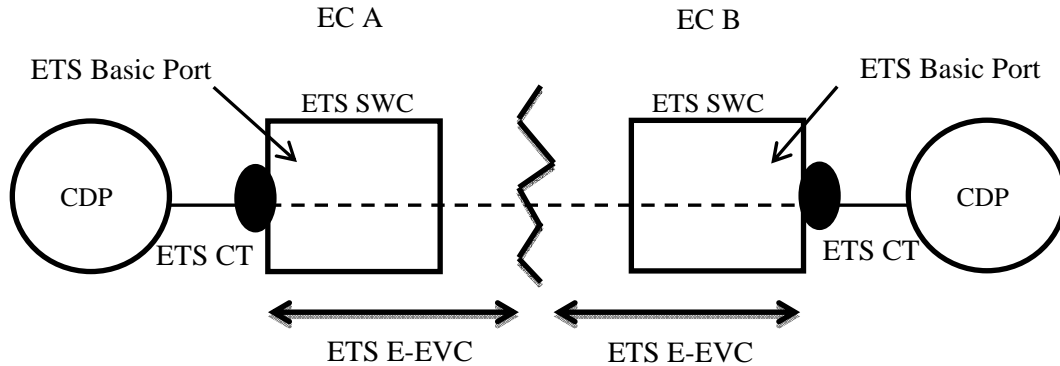 EC A
EC B
ETS Basic Port
ETS Basic Port
ETS SWC
ETS SWC
CDP
CDP
ETS CT
ETS CT
ETS E-EVC
ETS E-EVC